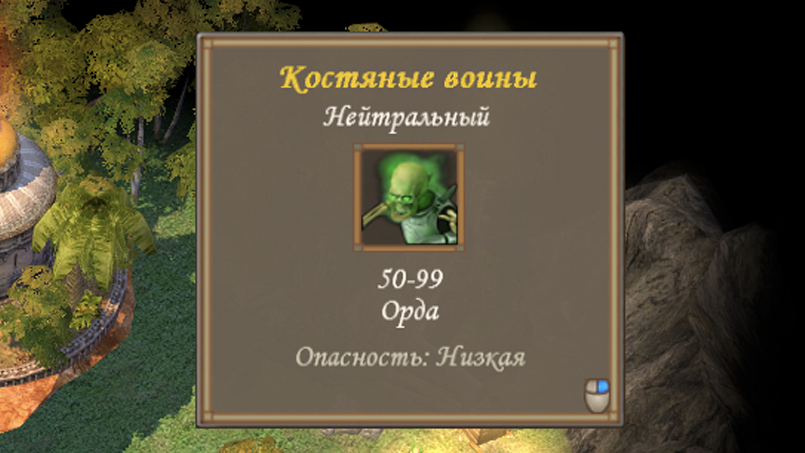 Костяные воины
Нейтральный
50-99
Орда
Опасность: Низкая